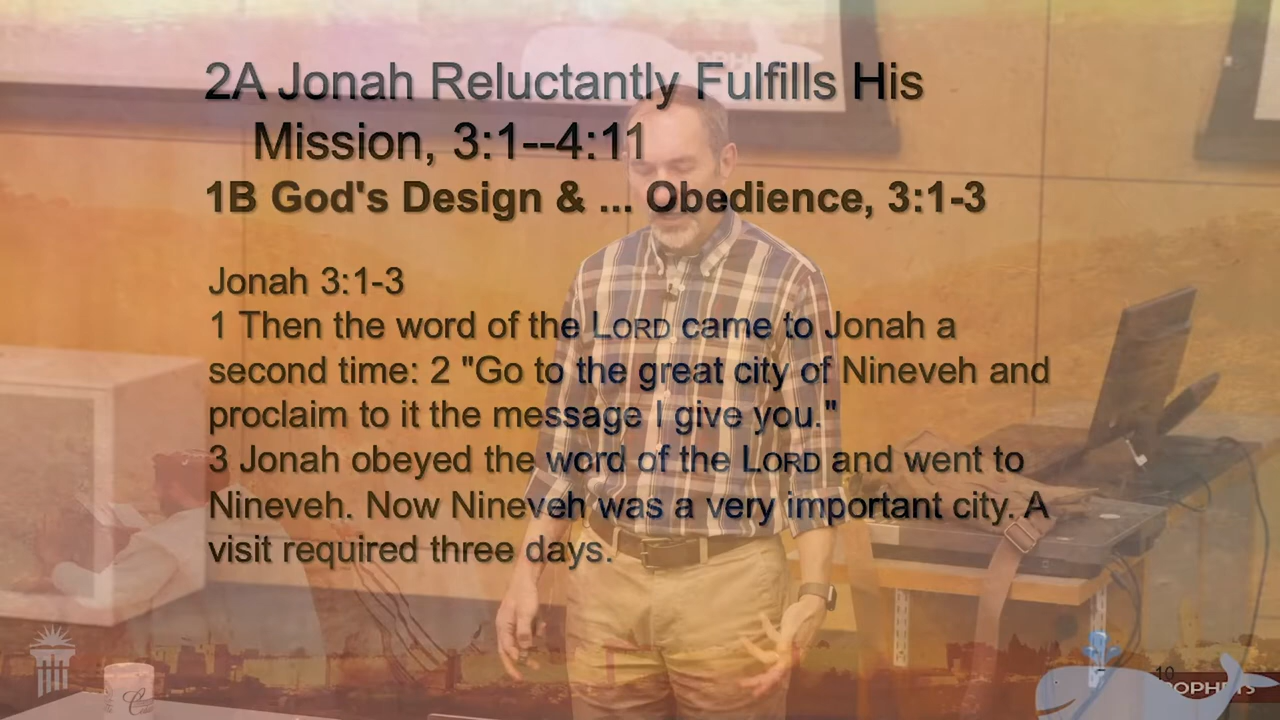 2A Jonah Reluctantly Fulfills His
Mission, 3:1--4:11
1B God's Design & ... Obedience, 3:1-3
Jonah 3:1-3
1 Then the word of the LORD came to Jonah a
second time: 2 "Go to the great city of Nineveh and
proclaim to it the message I give you."
3 Jonah obeyed the word of the LORD and went to
Nineveh. Now Nineveh was a very important city. A
visit required three days.
10